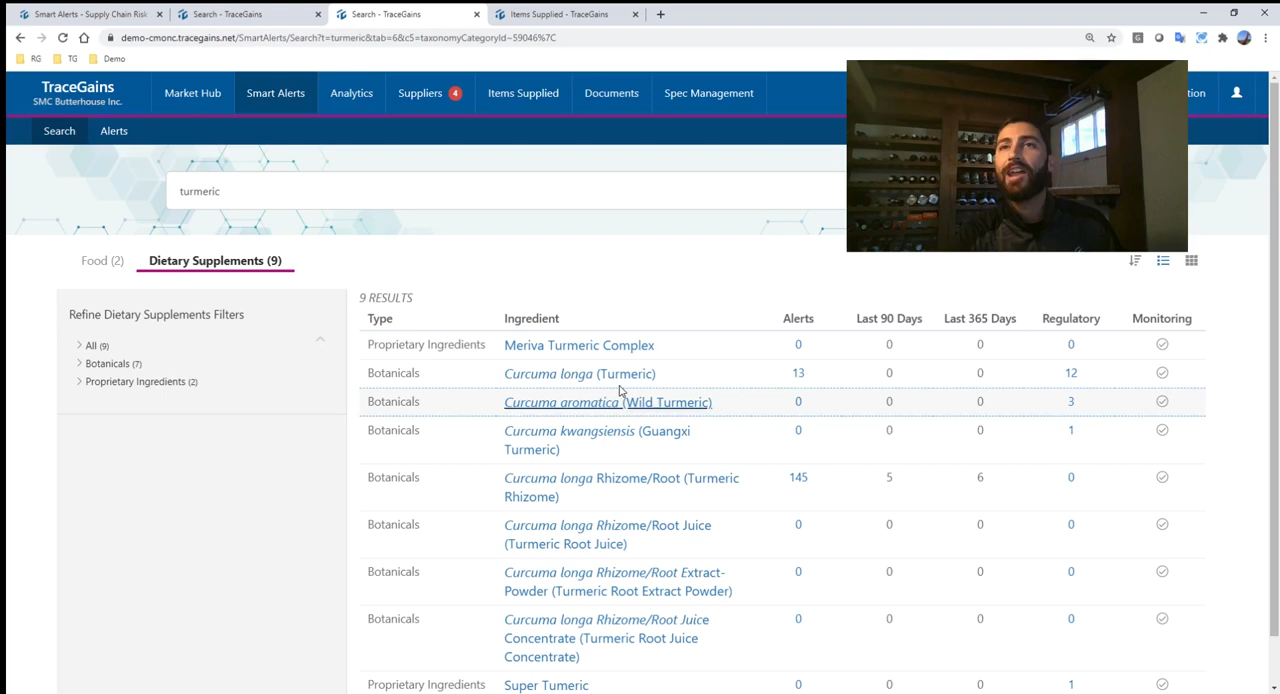 Smart Alerts - Supply Chain Risk
Search - TraceGains
Search - TraceGains
Items Supplied - TraceGains
demo-cmonc.tracegains.net/SmartAlerts/Search?t=turmeric&tab=6&c5=taxonomyCategoryId~59046%7C
RG TG Demo
TraceGains
SMC Butterhouse Inc.
Market Hub Smart Alerts Analytics Suppliers 4 Items Supplied Documents Spec Management tion
Search Alerts
turmeric
Food (2) Dietary Supplements (9)
Refine Dietary Supplements Filters
All (9)
Botanicals (7)
Proprietary Ingredients (2)
9 RESULTS
Type Ingredient Alerts Last 90 Days Last 365 Days Regulatory Monitoring
Proprietary Ingredients Meriva Turmeric Complex 0 0 0 0
Botanicals Curcuma longa (Turmeric) 13 0 0 12
Botanicals Curcuma aromatica (Wild Turmeric) 0 0 0 3
Botanicals Curcuma kwangsiensis (Guangxi 0 0 0 1
Turmeric)
Botanicals Curcuma longa Rhizome/Root (Turmeric 145 5 6 0
Rhizome)
Botanicals Curcuma longa Rhizome/Root Juice 0 0 0 0
(Turmeric Root Juice)
Botanicals Curcuma longa Rhizome/Root Extract- 0 0 0 0
Powder (Turmeric Root Extract Powder)
Botanicals Curcuma longa Rhizome/Root Juice 0 0 0 0
Concentrate (Turmeric Root Juice
Concentrate)
Proprietary Ingredients Super Tumeric 0 0 0 1